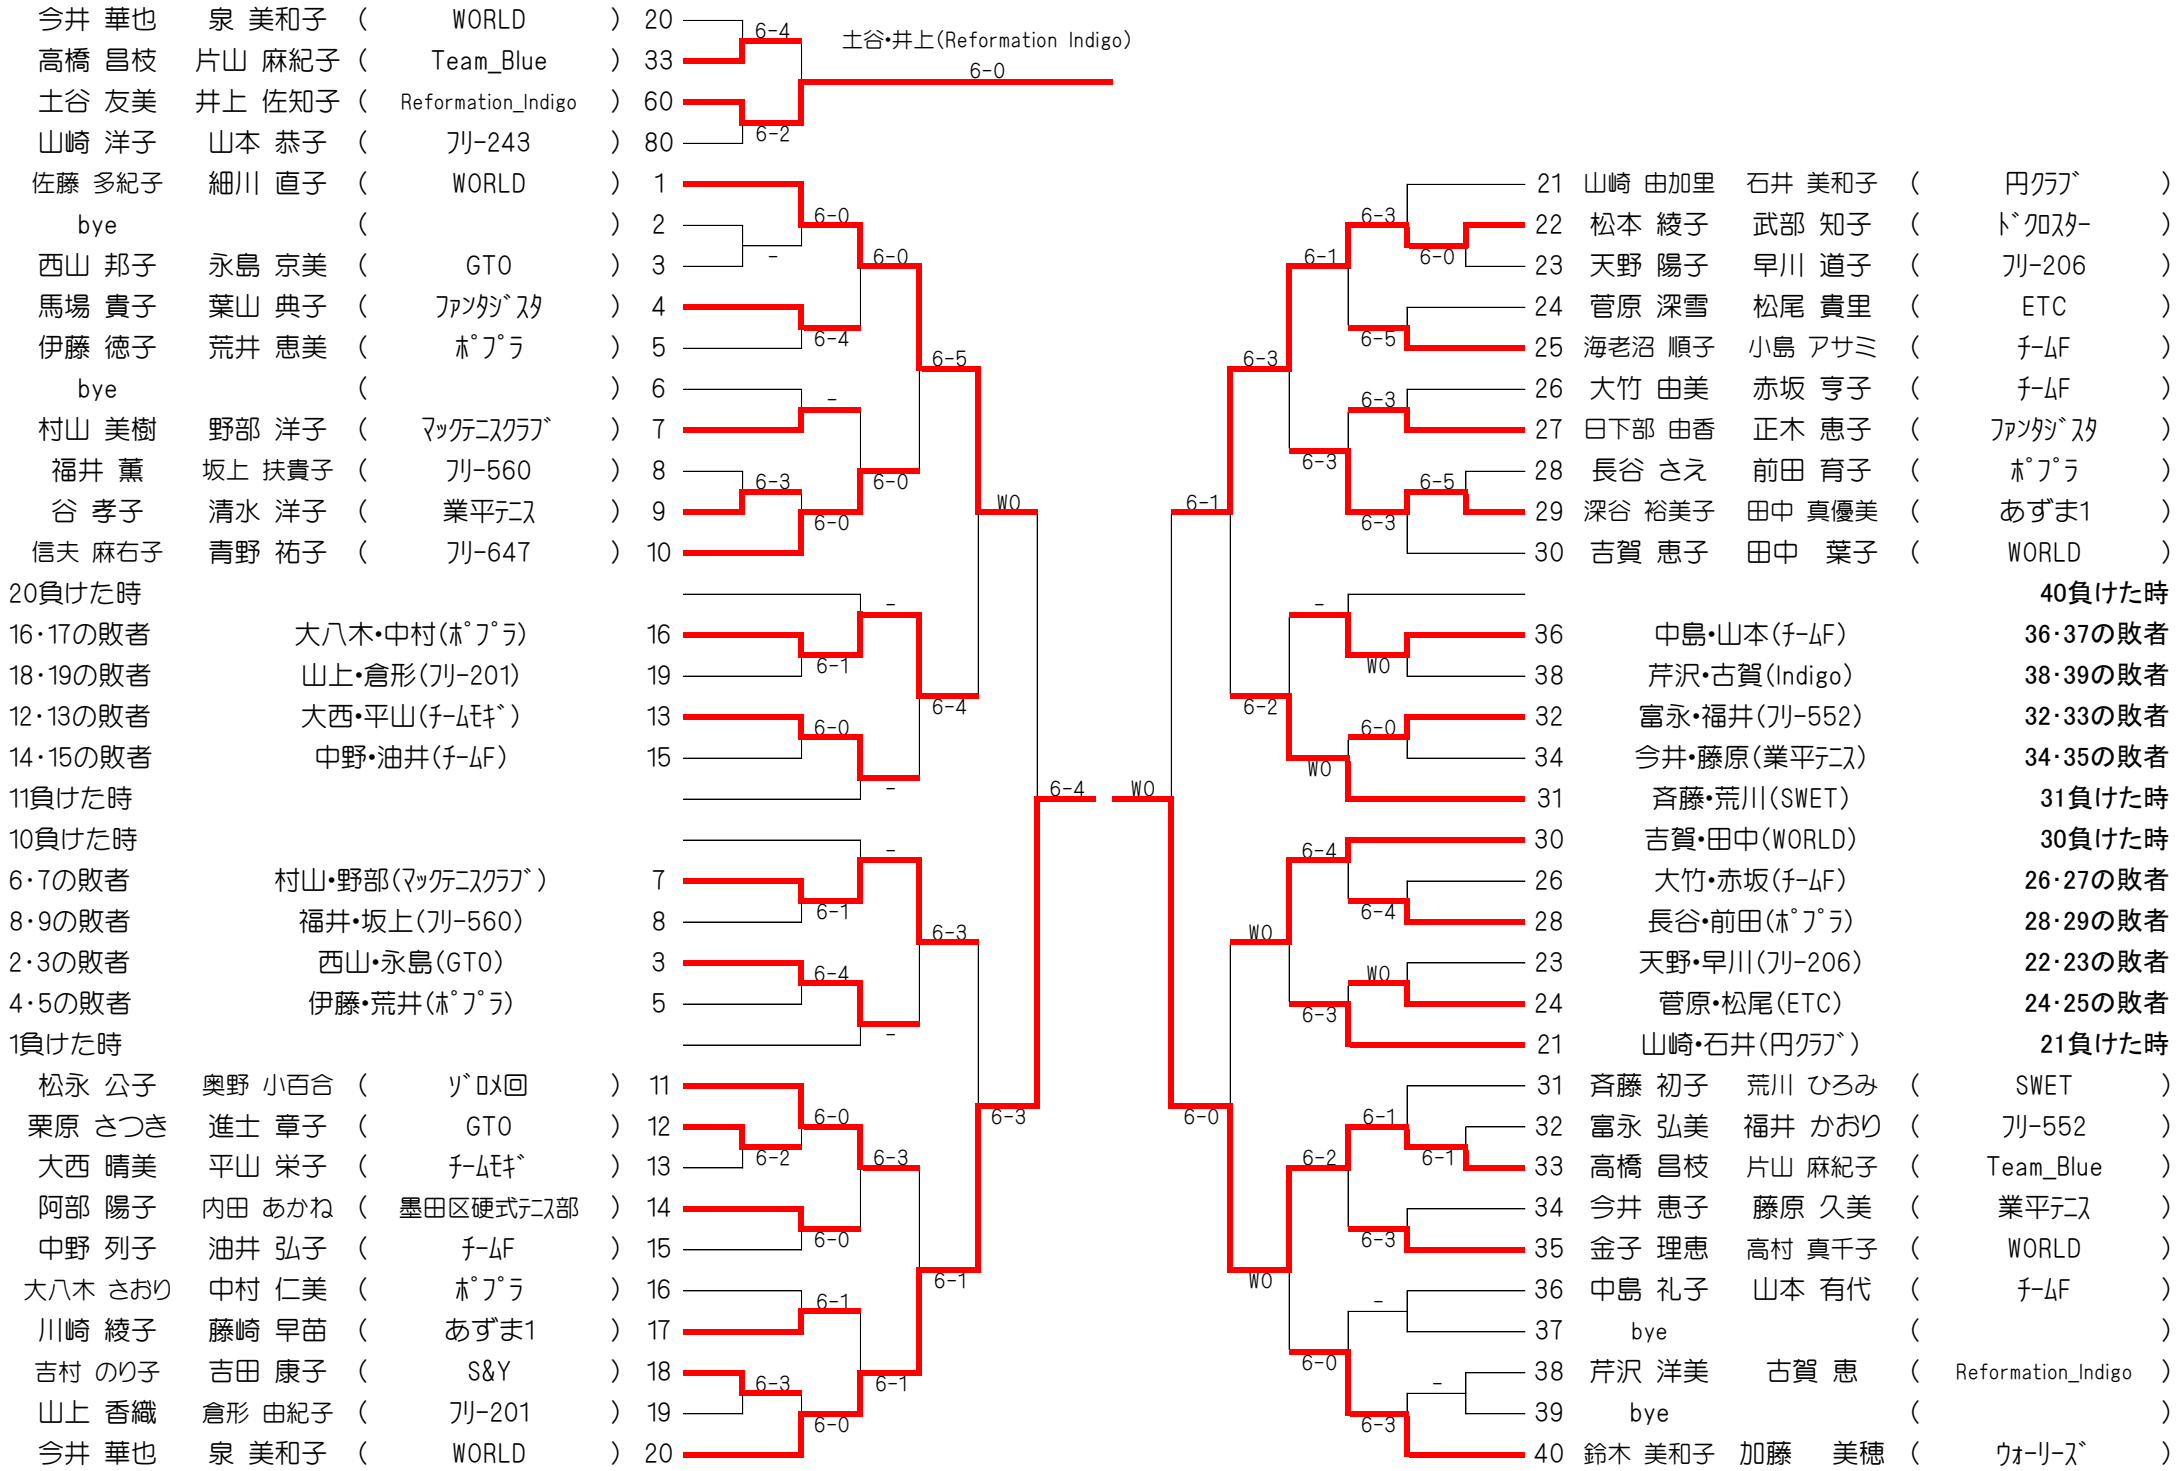 今井 華也 泉 美和子 ( WORLD ) 20
6-4
土谷・井上(Reformation Indigo)
高橋 昌枝 片山 麻紀子 ( Team_Blue ) 33
6-0
土谷 友美 井上 佐知子 ( Reformation_Indigo ) 60
6-2
山崎 洋子 山本 恭子 ( ﾌﾘｰ243 ) 80
佐藤 多紀子 細川 直子 ( WORLD ) 1
6-0
bye ( ) 2
-
6-0
西山 邦子 永島 京美 ( GTO ) 3
馬場 貴子 葉山 典子 ( ﾌｧﾝﾀｼﾞｽﾀ ) 4
6-4
伊藤 徳子 荒井 恵美 ( ﾎﾟﾌﾟﾗ ) 5
6-5
bye ( ) 6
-
村山 美樹 野部 洋子 ( ﾏｯｸﾃﾆｽｸﾗﾌﾞ ) 7
福井 薫 坂上 扶貴子 ( ﾌﾘｰ560 ) 8
6-3
6-0
谷 孝子 清水 洋子 ( 業平ﾃﾆｽ ) 9
6-0
WO
信夫 麻右子 青野 祐子 ( ﾌﾘｰ647 ) 10
20負けた時
-
16・17の敗者 大八木・中村(ﾎﾟﾌﾟﾗ) 16
6-1
18・19の敗者 山上・倉形(ﾌﾘｰ201) 19
6-4
12・13の敗者 大西・平山(ﾁｰﾑﾓｷﾞ) 13
6-0
14・15の敗者 中野・油井(ﾁｰﾑF) 15
11負けた時
-
6-4
10負けた時
-
6・7の敗者 村山・野部(ﾏｯｸﾃﾆｽｸﾗﾌﾞ) 7
6-1
8・9の敗者 福井・坂上(ﾌﾘｰ560) 8
6-3
2・3の敗者 西山・永島(GTO) 3
6-4
4・5の敗者 伊藤・荒井(ﾎﾟﾌﾟﾗ) 5
-
1負けた時
松永 公子 奥野 小百合 ( ｿﾞﾛﾒ回 ) 11
6-0
6-3
栗原 さつき 進士 章子 ( GTO ) 12
6-2
6-3
大西 晴美 平山 栄子 ( ﾁｰﾑﾓｷﾞ ) 13
阿部 陽子 内田 あかね ( 墨田区硬式ﾃﾆｽ部 ) 14
6-0
中野 列子 油井 弘子 ( ﾁｰﾑF ) 15
6-1
大八木 さおり 中村 仁美 ( ﾎﾟﾌﾟﾗ ) 16
6-1
川崎 綾子 藤崎 早苗 ( あずま1 ) 17
吉村 のり子 吉田 康子 ( S&Y ) 18
6-3
6-1
山上 香織 倉形 由紀子 ( ﾌﾘｰ201 ) 19
6-0
今井 華也 泉 美和子 ( WORLD ) 20
21 山崎 由加里 石井 美和子 ( 円ｸﾗﾌﾞ )
6-3
22 松本 綾子 武部 知子 ( ﾄﾞｸﾛｽﾀｰ )
6-1
6-0
23 天野 陽子 早川 道子 ( ﾌﾘｰ206 )
24 菅原 深雪 松尾 貴里 ( ETC )
6-5
25 海老沼 順子 小島 アサミ ( ﾁｰﾑF )
6-3
26 大竹 由美 赤坂 亨子 ( ﾁｰﾑF )
6-3
27 日下部 由香 正木 恵子 ( ﾌｧﾝﾀｼﾞｽﾀ )
6-3
28 長谷 さえ 前田 育子 ( ﾎﾟﾌﾟﾗ )
6-5
6-1
29 深谷 裕美子 田中 真優美 ( あずま1 )
6-3
30 吉賀 恵子 田中 葉子 ( WORLD )
40負けた時
-
36 中島・山本(ﾁｰﾑF) 36・37の敗者
WO
38 芹沢・古賀(Indigo) 38・39の敗者
6-2
32 富永・福井(ﾌﾘｰ552) 32・33の敗者
6-0
34 今井・藤原(業平ﾃﾆｽ) 34・35の敗者
WO
WO
31 斉藤・荒川(SWET) 31負けた時
30 吉賀・田中(WORLD) 30負けた時
6-4
26 大竹・赤坂(ﾁｰﾑF) 26・27の敗者
6-4
28 長谷・前田(ﾎﾟﾌﾟﾗ) 28・29の敗者
WO
23 天野・早川(ﾌﾘｰ206) 22・23の敗者
WO
24 菅原・松尾(ETC) 24・25の敗者
6-3
21 山崎・石井(円ｸﾗﾌﾞ) 21負けた時
31 斉藤 初子 荒川 ひろみ ( SWET )
6-0
6-1
32 富永 弘美 福井 かおり ( ﾌﾘｰ552 )
6-2
6-1
33 高橋 昌枝 片山 麻紀子 ( Team_Blue )
34 今井 恵子 藤原 久美 ( 業平ﾃﾆｽ )
6-3
35 金子 理恵 高村 真千子 ( WORLD )
WO
36 中島 礼子 山本 有代 ( ﾁｰﾑF )
-
37 bye ( )
6-0
38 芹沢 洋美 古賀 恵 ( Reformation_Indigo )
-
39 bye ( )
6-3
40 鈴木 美和子 加藤 美穂 ( ｳｫｰﾘｰｽﾞ )